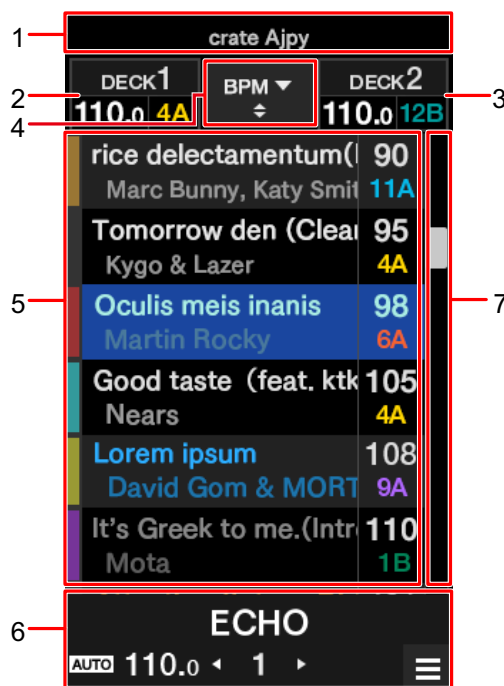 1
crate Ajpy
2
DECK1
BPM ▼
DECK2
3
4
110.0 4A
110.0 12B
rice delectamentum(I 90
Marc Bunny, Katy Smit 11A
Tomorrow den (Clear 95
Kygo & Lazer 4A
5
Oculis meis inanis 98
7
Martin Rocky 6A
Good taste (feat. ktk 105
Nears 4A
Lorem ipsum 108
David Gom & MORT 9A
It's Greek to me.(Intr 110
Mota 1B
6
ECHO
AUTO 110.0 ◂ 1 ▸